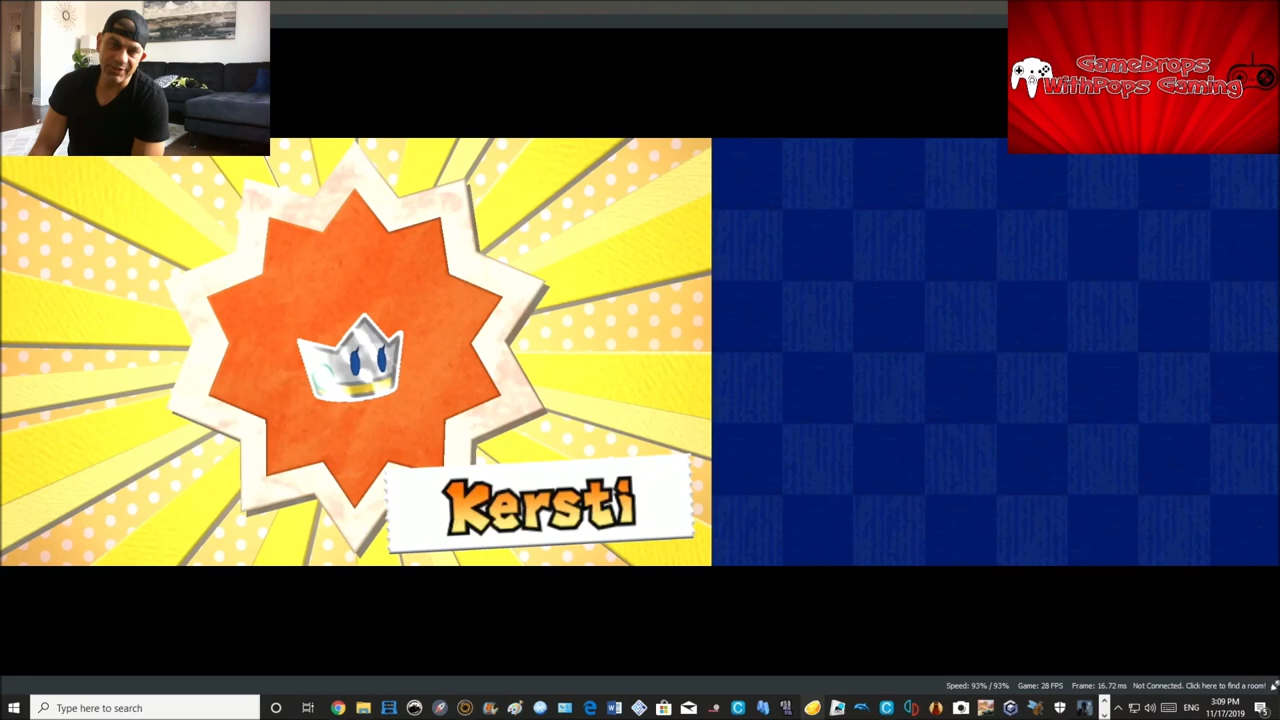 GameDrops
WithPops Gaming
Kersti
Speed: 93% / 93%
Game: 28 FPS
Frame: 16.72 ms
Not Connected. Click here to find a room!
Type here to search
ENG
3:09 PM
11/17/2019